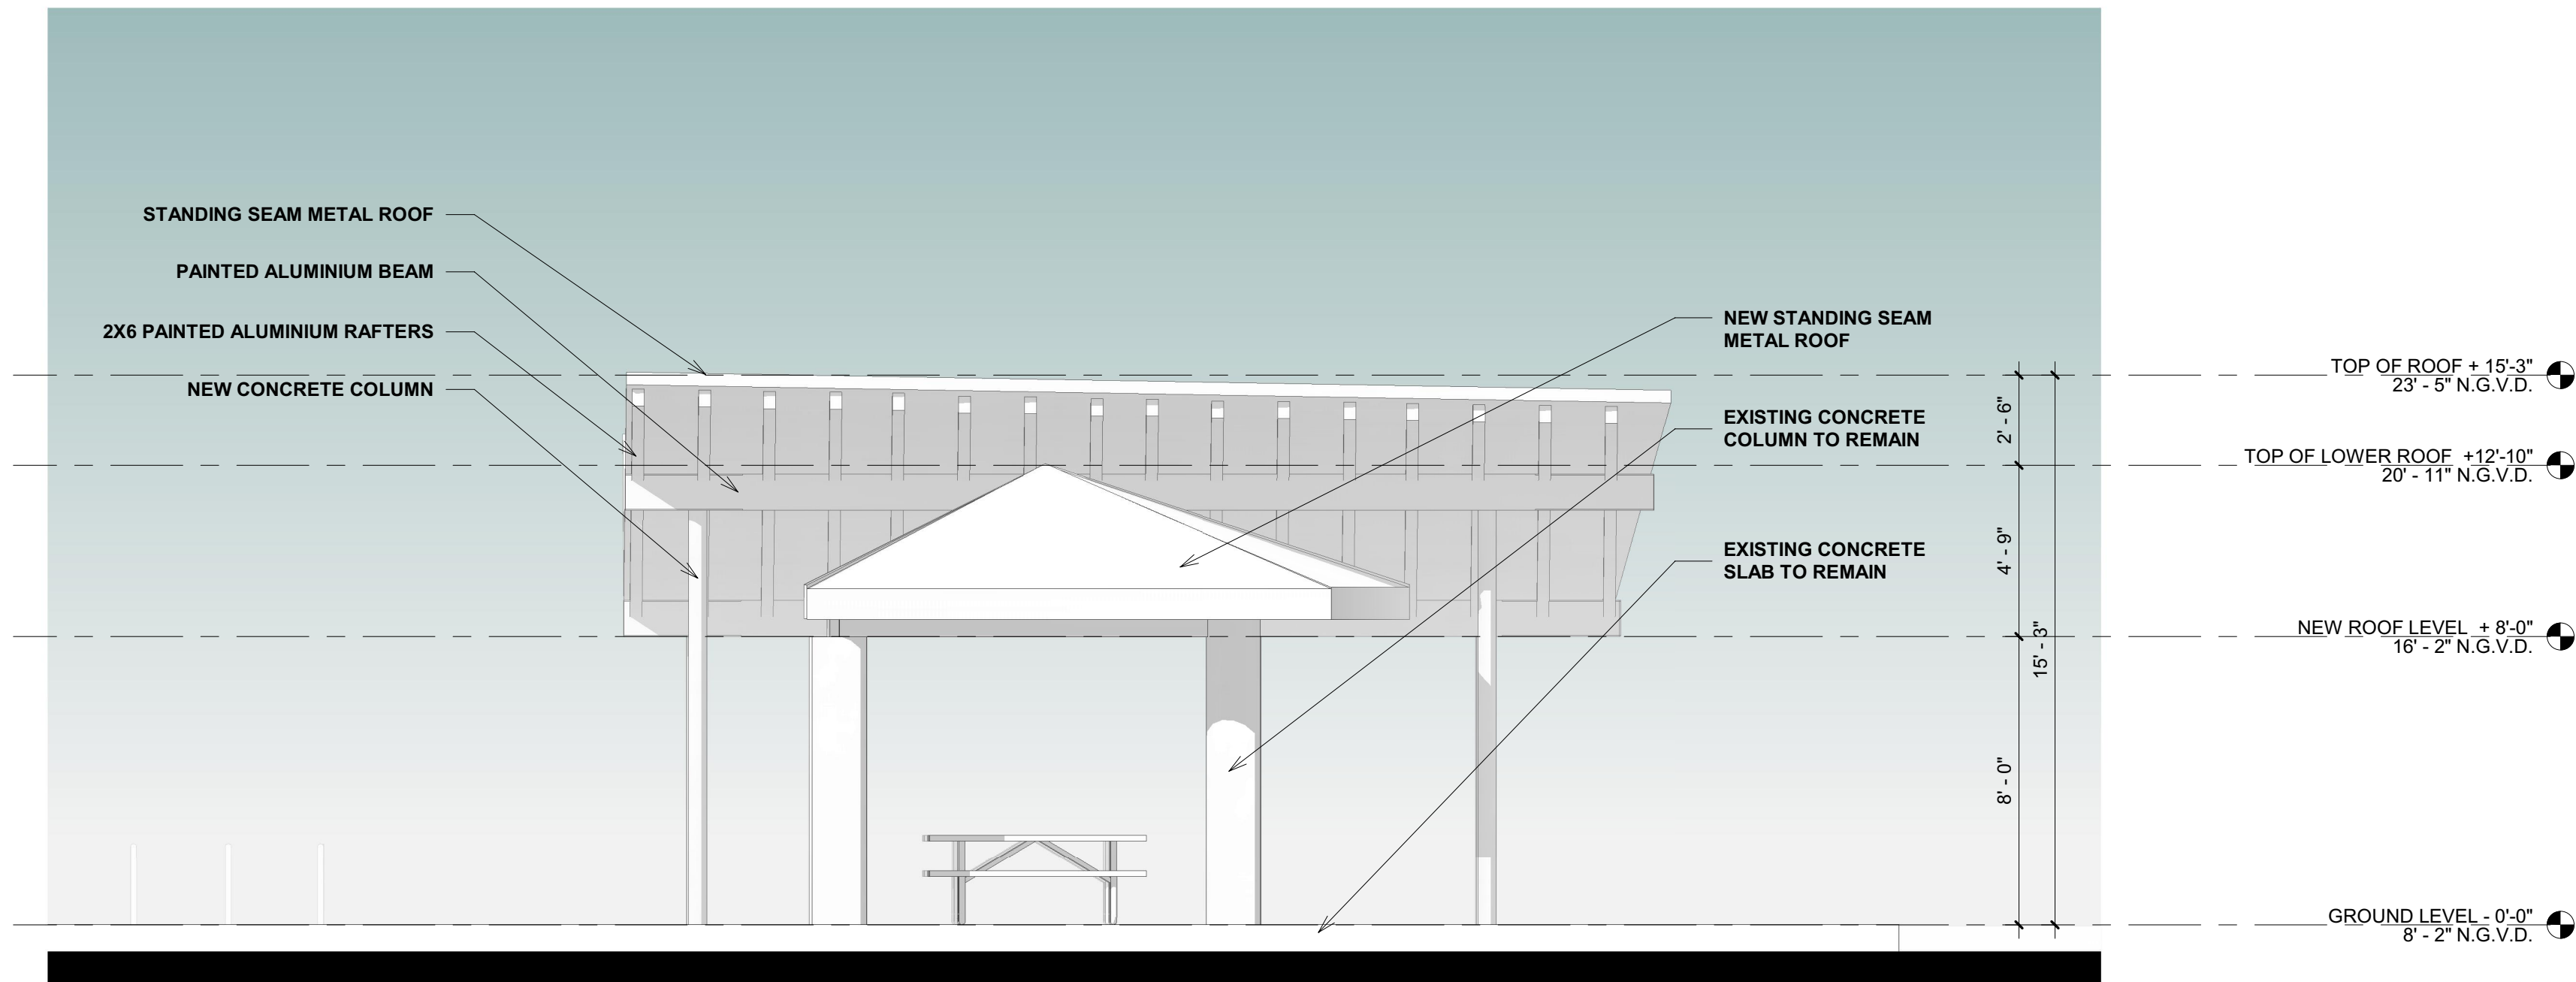 STANDING SEAM METAL ROOF
PAINTED ALUMINIUM BEAM
2X6 PAINTED ALUMINIUM RAFTERS
NEW CONCRETE COLUMN
NEW STANDING SEAM
METAL ROOF
EXISTING CONCRETE
COLUMN TO REMAIN
EXISTING CONCRETE
SLAB TO REMAIN
2' - 6"
4' - 9"
8' - 0"
15' - 3"
TOP OF ROOF + 15'-3"
23' - 5" N.G.V.D.
TOP OF LOWER ROOF +12'-10"
20' - 11" N.G.V.D.
NEW ROOF LEVEL + 8'-0"
16' - 2" N.G.V.D.
GROUND LEVEL - 0'-0"
8' - 2" N.G.V.D.